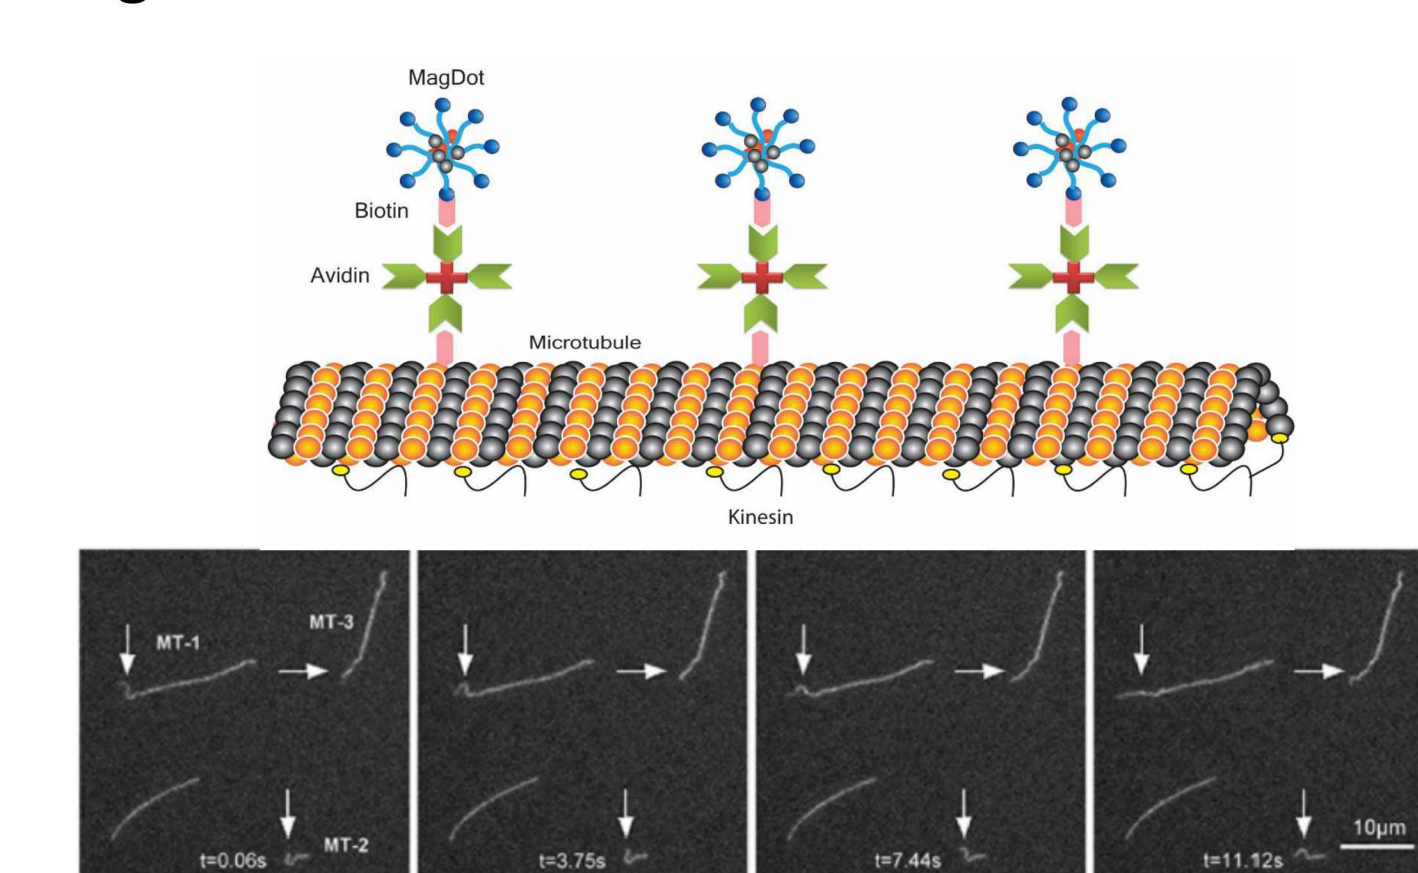 MagDot
Biotin
Avidin
Microtubule
Kinesin
MT-1
MT-3
MT-2
t=0.06s
t=3.75s
t=7.44s
t=11.12s
10µm